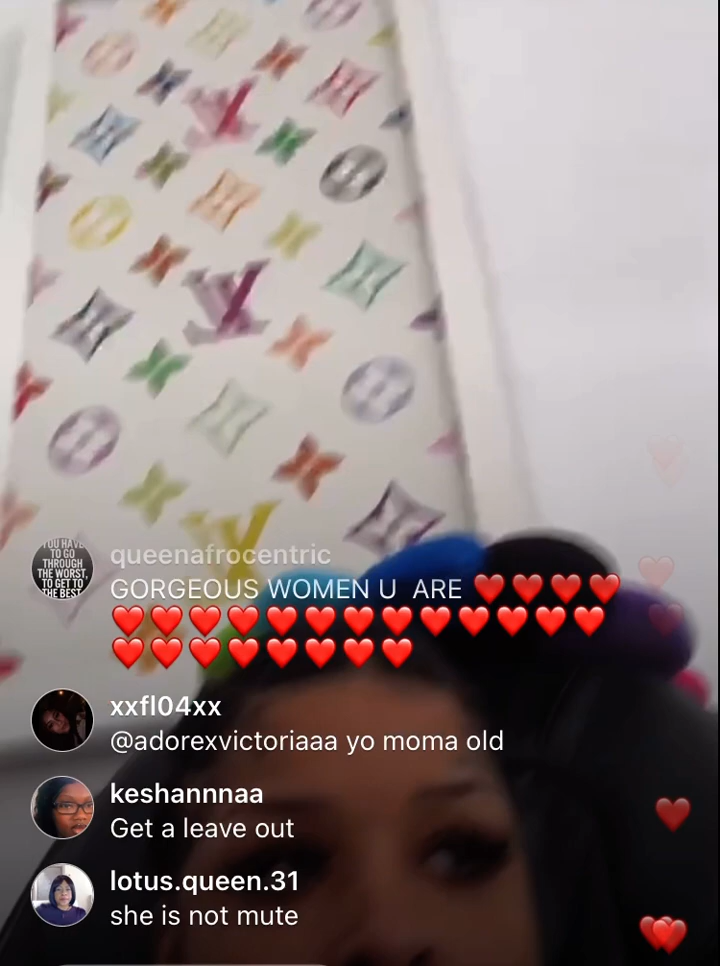 YOU HAVE
TO GO
THROUGH
THE WORST,
TO GET TO
THE BEST
queenafrocentric
GORGEOUS WOMEN U ARE ❤️❤️❤️❤️
❤️❤️❤️❤️❤️❤️❤️❤️❤️❤️❤️❤️❤️
❤️❤️❤️❤️❤️❤️❤️❤️
xxfl04xx
@adorexvictoriaaa yo moma old
keshannnaa
Get a leave out
lotus.queen.31
she is not mute